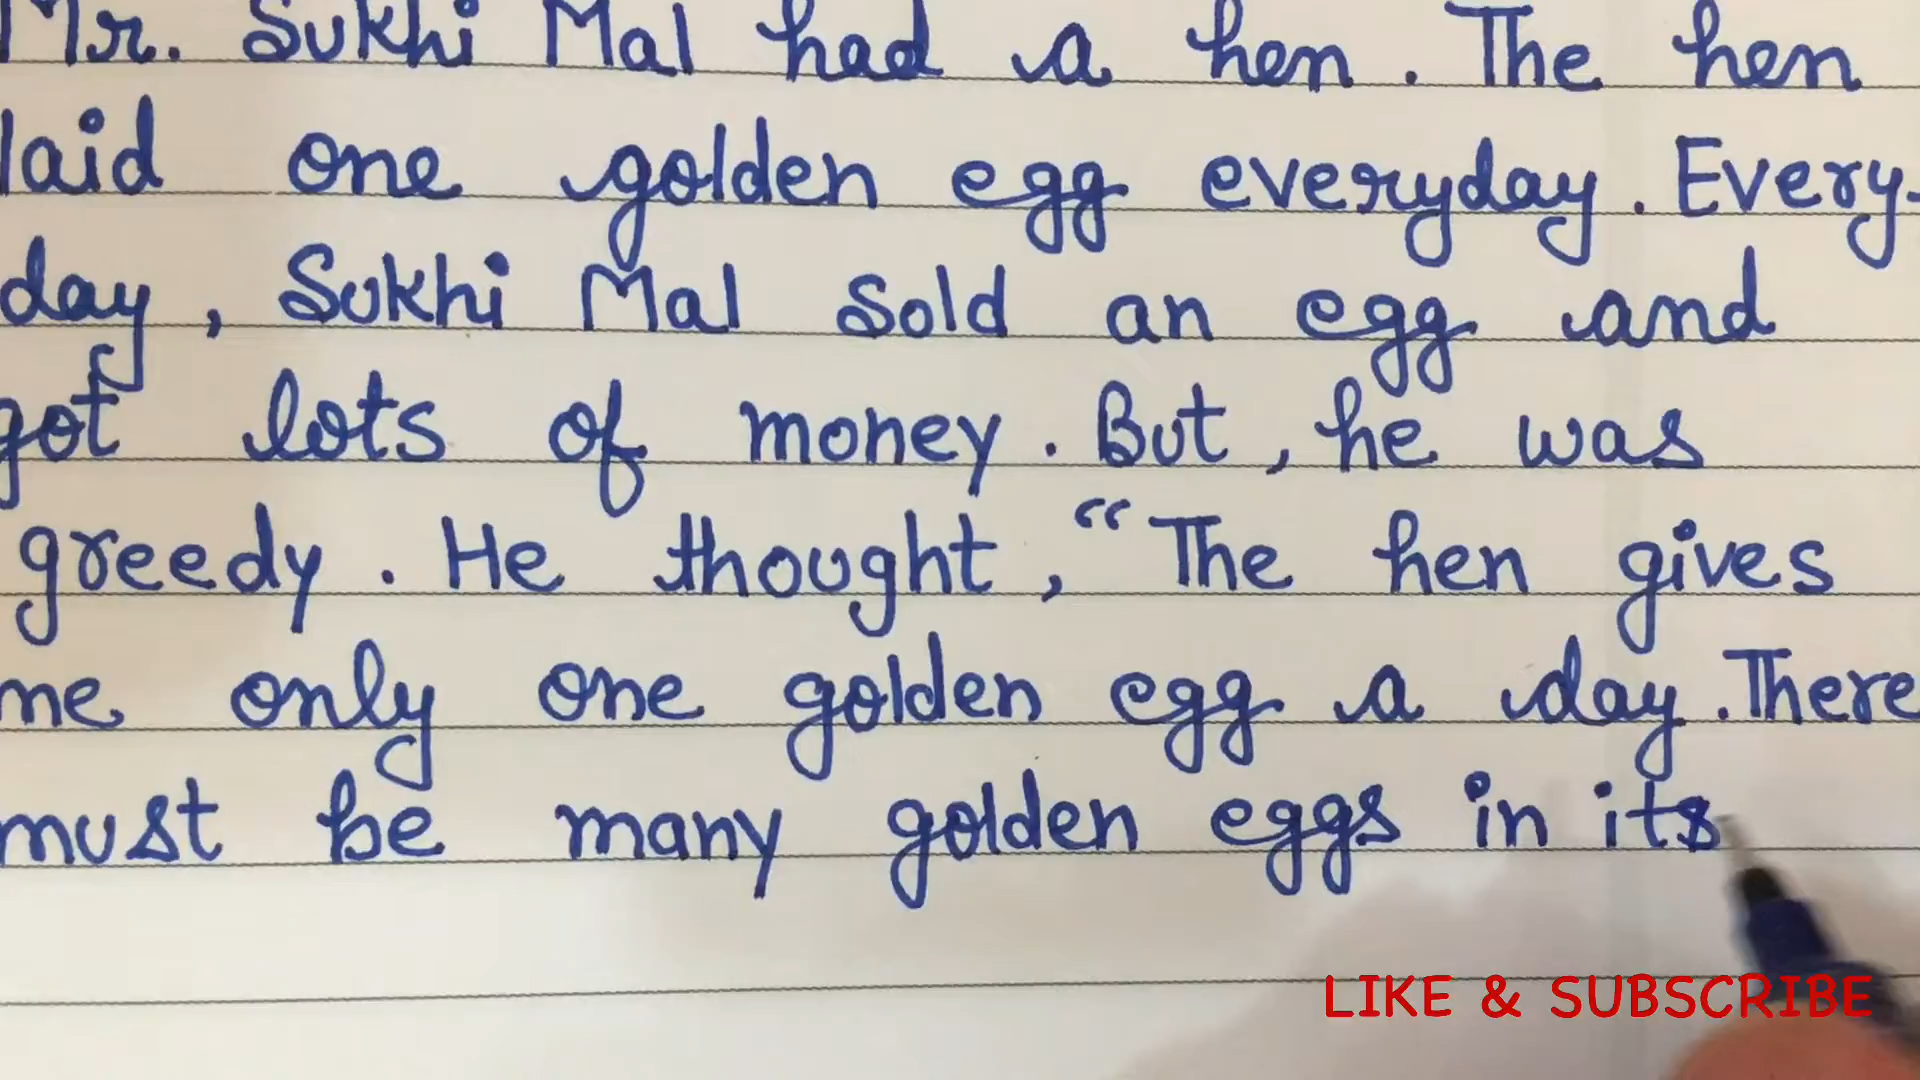 Mr. Sukhi Mal had a hen. The hen
laid one golden egg everyday. Every-
day, Sukhi Mal sold an egg and
got lots of money. But, he was
greedy. He thought, “The hen gives
me only one golden egg a day. There
must be many golden eggs in its
LIKE & SUBSCRIBE